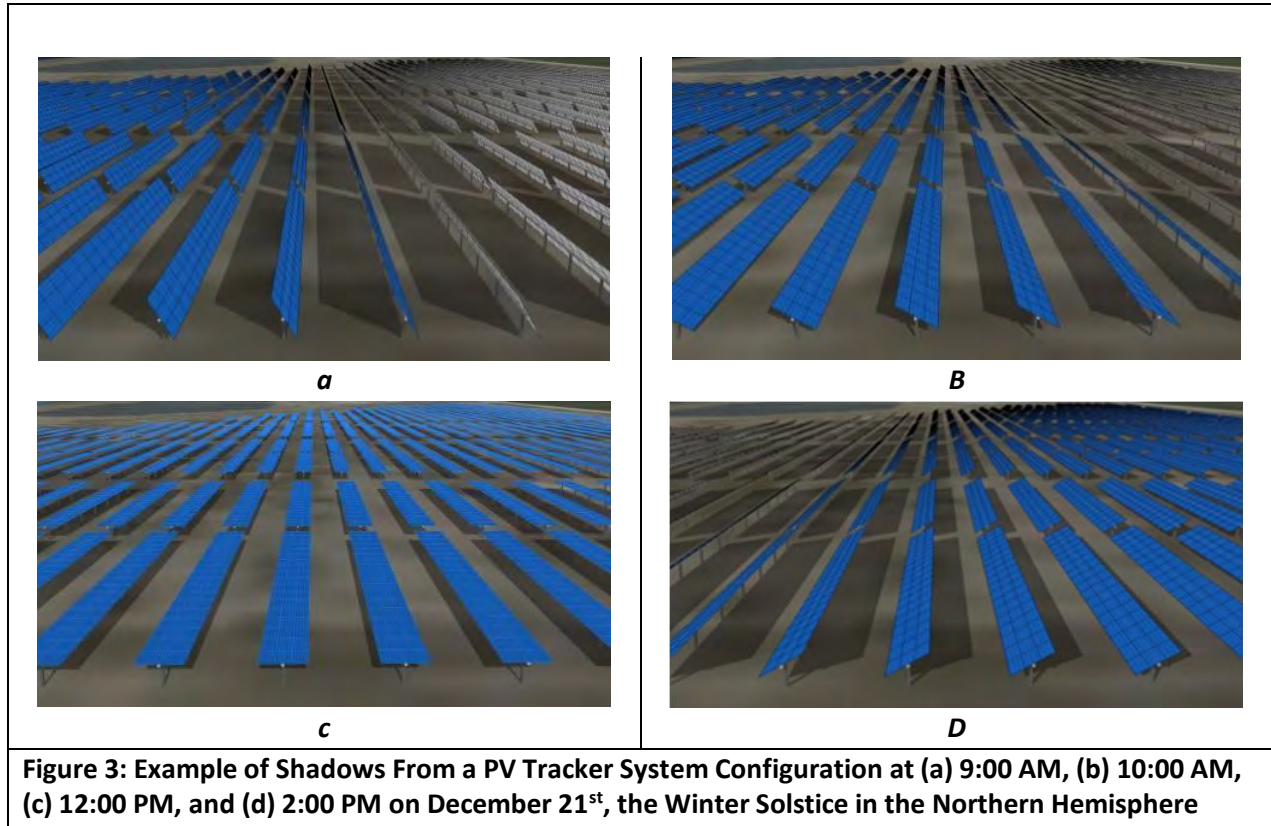 a
B
c
D
Figure 3: Example of Shadows From a PV Tracker System Configuration at (a) 9:00 AM, (b) 10:00 AM,
(c) 12:00 PM, and (d) 2:00 PM on December 21st, the Winter Solstice in the Northern Hemisphere